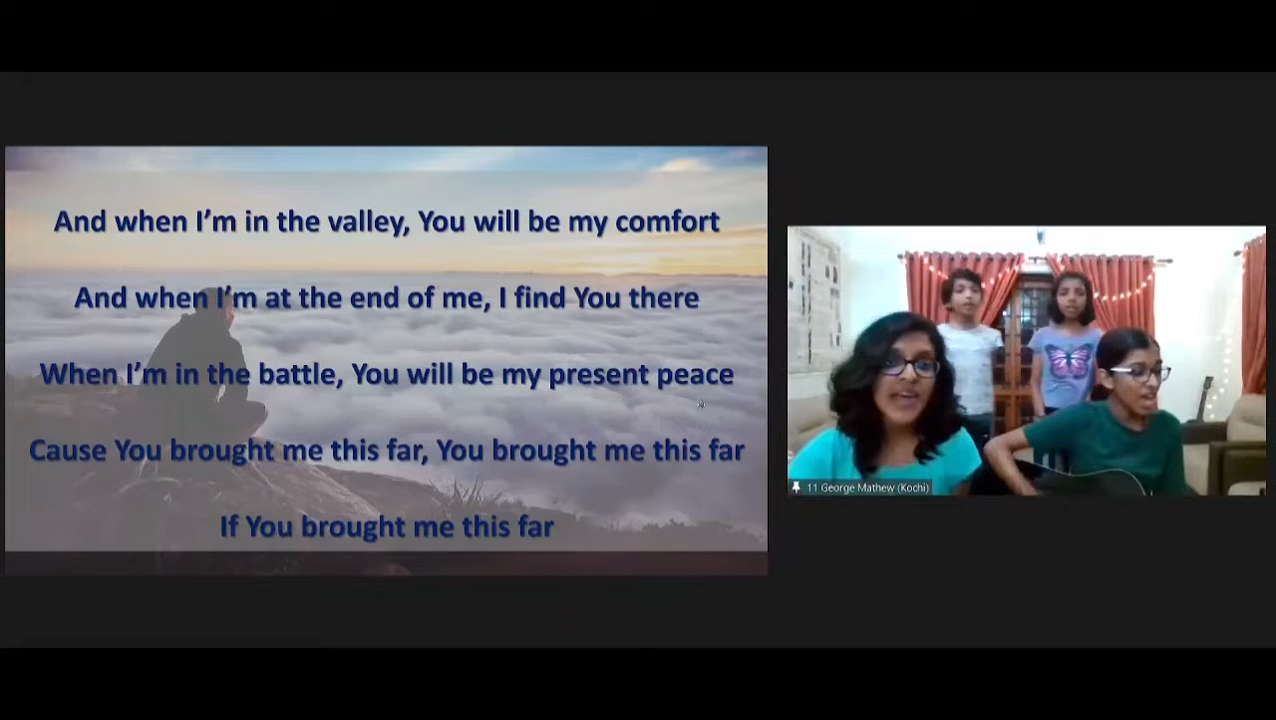 And when I'm in the valley, You will be my comfort
And when I'm at the end of me, I find You there
When I'm in the battle, You will be my present peace
Cause You brought me this far, You brought me this far
If You brought me this far
11 George Mathew (Kochi)